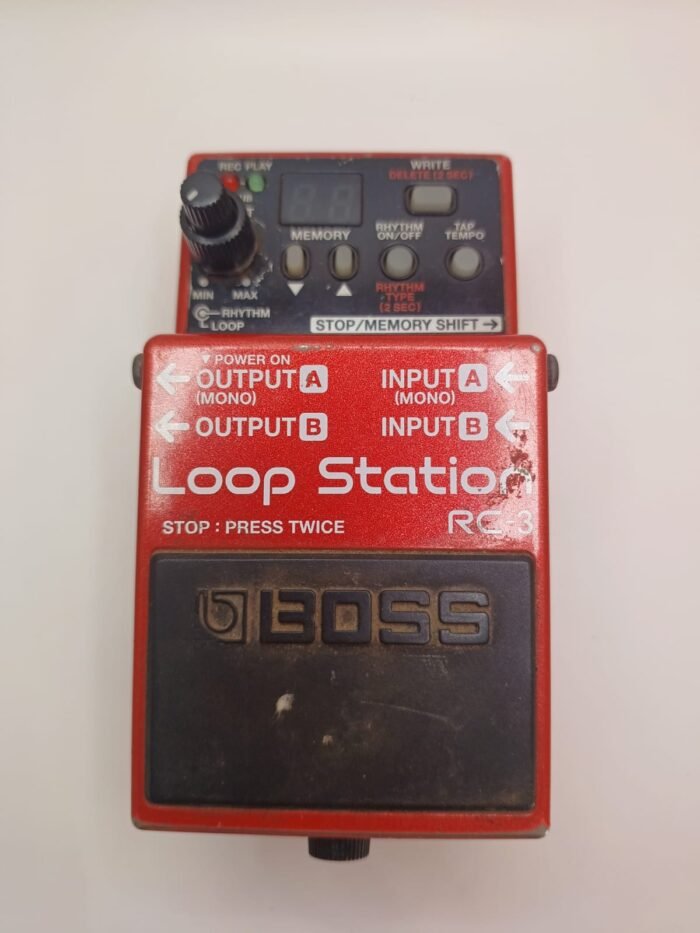 REC PLAY
WRITE
DELETE (2 SEC)
MEMORY
RHYTHM
ON/OFF
TAP
TEMPO
MIN
MAX
RHYTHM
TYPE
(2 SEC)
RHYTHM
LOOP
STOP/MEMORY SHIFT →
▼ POWER ON
← OUTPUT A
(MONO)
INPUT A ←
(MONO)
← OUTPUT B
INPUT B ←
Loop Station
STOP : PRESS TWICE
RC-3
BOSS